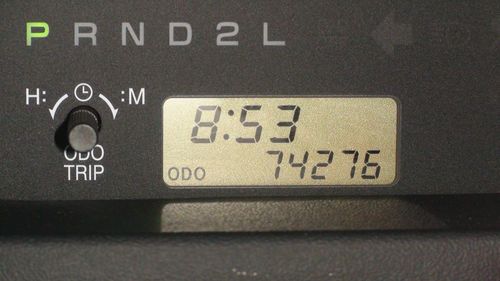 P R N D 2 L
H: :M
8:53
ODO 74276
ODO
TRIP